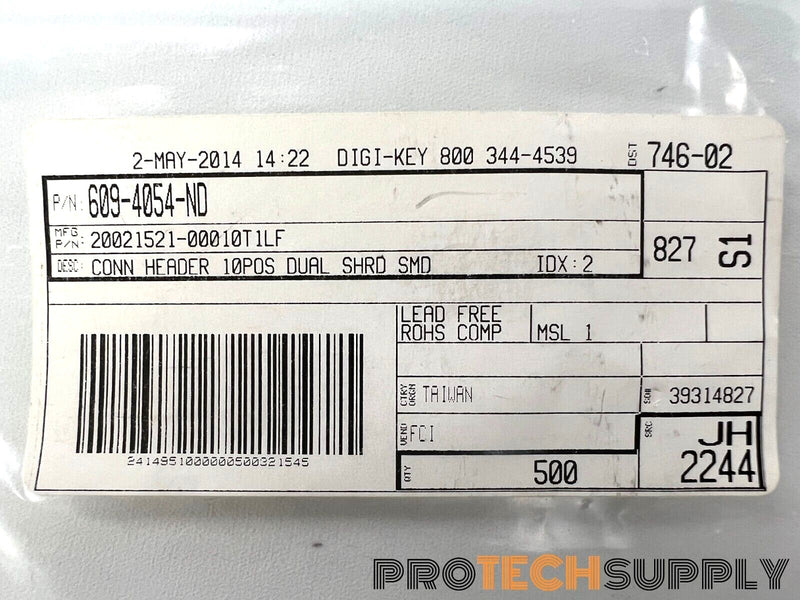 2-MAY-2014 14:22 DIGI-KEY 800 344-4539 DST 746-02
P/N: 609-4054-ND
MFG. P/N: 20021521-00010T1LF
827 S1
DESC: CONN HEADER 10POS DUAL SHRD SMD IDX:2
LEAD FREE
ROHS COMP MSL 1
CTRY ORGN TAIWAN SO# 39314827
VEND FCI SRC JH
QTY 500 2244
2414951000000500321545
PROTECHSUPPLY